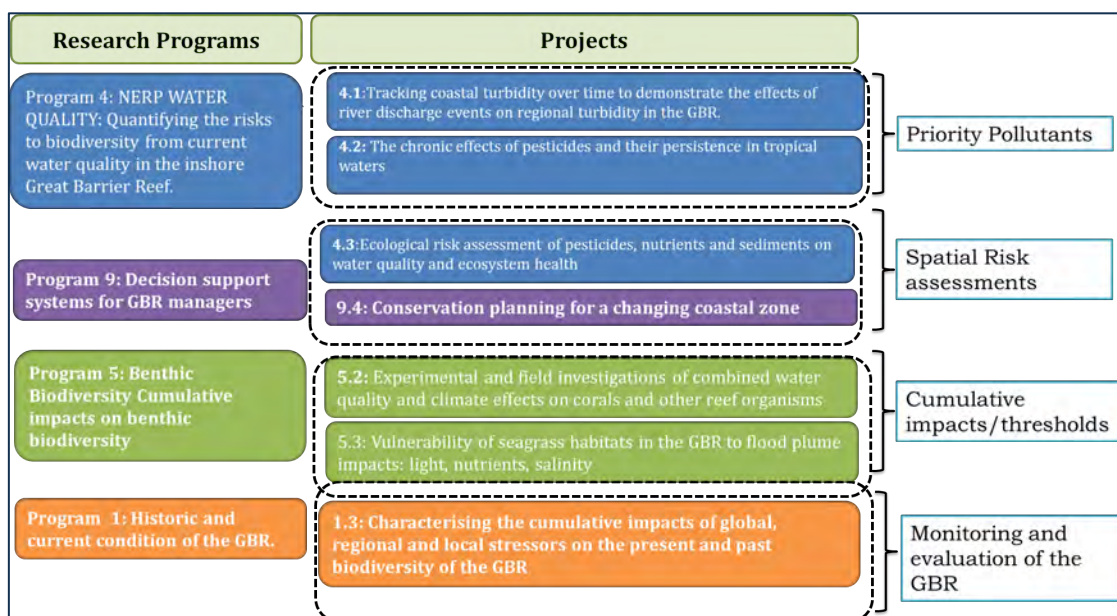 Research Programs
Projects
Program 4: NERP WATER
QUALITY: Quantifying the risks
to biodiversity from current
water quality in the inshore
Great Barrier Reef.
4.1:Tracking coastal turbidity over time to demonstrate the effects of
river discharge events on regional turbidity in the GBR.
4.2: The chronic effects of pesticides and their persistence in tropical
waters
Priority Pollutants
Program 9: Decision support
systems for GBR managers
4.3:Ecological risk assessment of pesticides, nutrients and sediments on
water quality and ecosystem health
9.4: Conservation planning for a changing coastal zone
Spatial Risk
assessments
Program 5: Benthic
Biodiversity Cumulative
impacts on benthic
biodiversity
5.2: Experimental and field investigations of combined water
quality and climate effects on corals and other reef organisms
5.3: Vulnerability of seagrass habitats in the GBR to flood plume
impacts: light, nutrients, salinity
Cumulative
impacts/thresholds
Program 1: Historic and
current condition of the GBR.
1.3: Characterising the cumulative impacts of global,
regional and local stressors on the present and past
biodiversity of the GBR
Monitoring and
evaluation of the
GBR